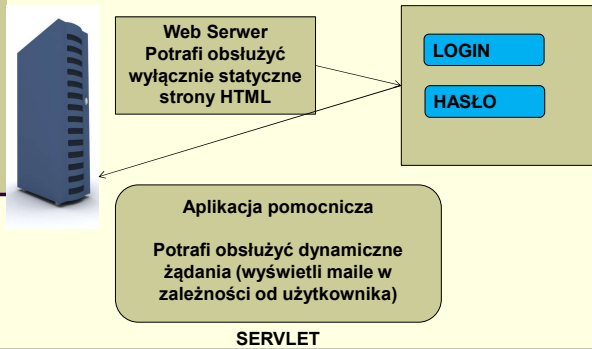 Web Serwer
Potrafi obsłużyć
wyłącznie statyczne
strony HTML
LOGIN
HASŁO
Aplikacja pomocnicza
Potrafi obsłużyć dynamiczne
żądania (wyświetli maile w
zależności od użytkownika)
SERVLET